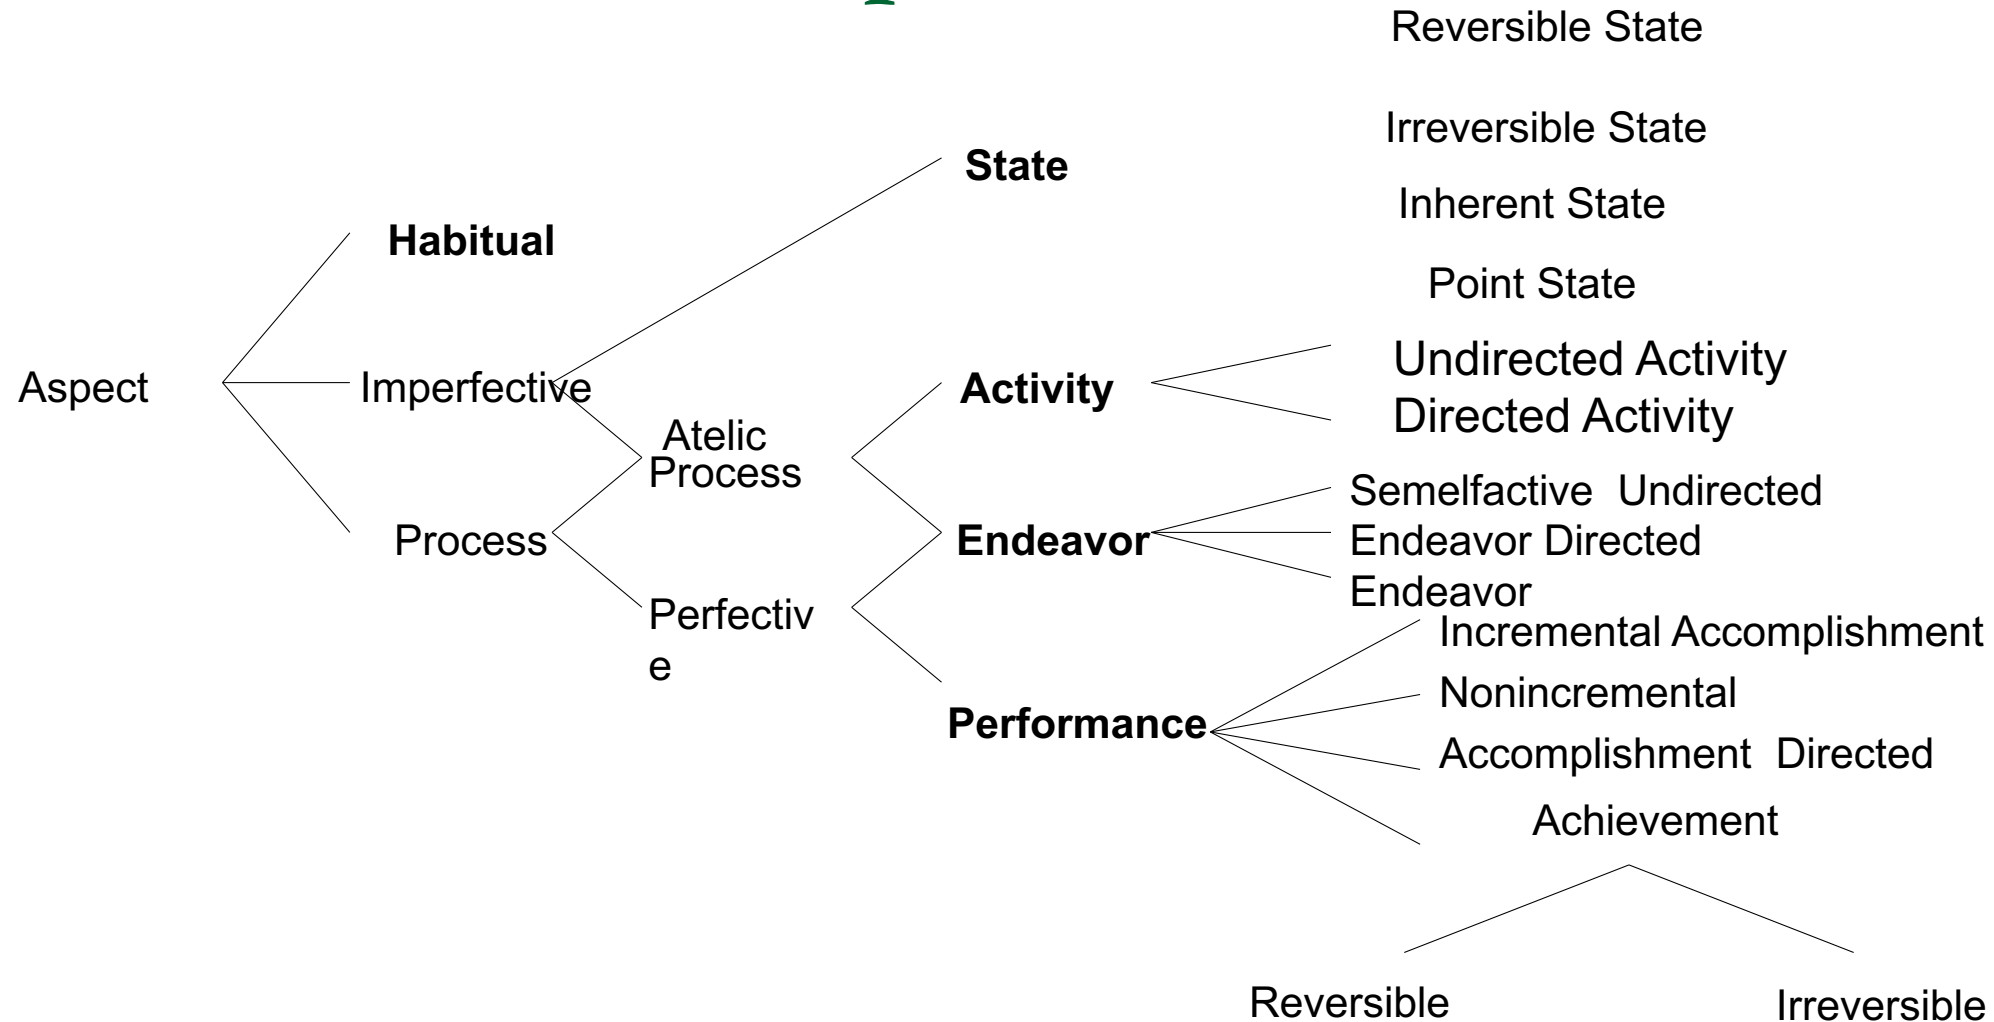 Reversible State
Irreversible State
State
Inherent State
Habitual
Point State
Undirected Activity
Aspect
Imperfective
Activity
Directed Activity
Atelic
Process
Semelfactive Undirected
Process
Endeavor
Endeavor Directed
Endeavor
Perfectiv
e
Incremental Accomplishment
Nonincremental
Performance
Accomplishment Directed
Achievement
Reversible
Irreversible